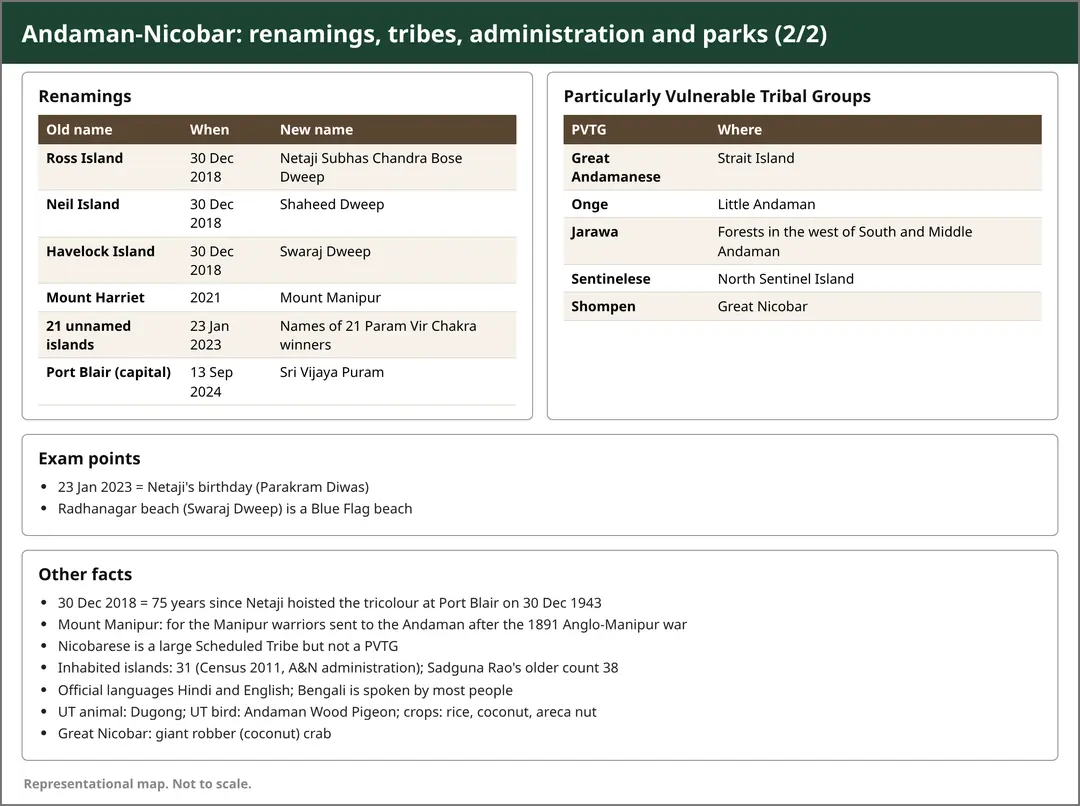 Andaman-Nicobar: renamings, tribes, administration and parks (2/2)
Renamings
Old name When New name
Ross Island 30 Dec 2018 Netaji Subhas Chandra Bose Dweep
Neil Island 30 Dec 2018 Shaheed Dweep
Havelock Island 30 Dec 2018 Swaraj Dweep
Mount Harriet 2021 Mount Manipur
21 unnamed islands 23 Jan 2023 Names of 21 Param Vir Chakra winners
Port Blair (capital) 13 Sep 2024 Sri Vijaya Puram
Particularly Vulnerable Tribal Groups
PVTG Where
Great Andamanese Strait Island
Onge Little Andaman
Jarawa Forests in the west of South and Middle Andaman
Sentinelese North Sentinel Island
Shompen Great Nicobar
Exam points
• 23 Jan 2023 = Netaji's birthday (Parakram Diwas)
• Radhanagar beach (Swaraj Dweep) is a Blue Flag beach
Other facts
• 30 Dec 2018 = 75 years since Netaji hoisted the tricolour at Port Blair on 30 Dec 1943
• Mount Manipur: for the Manipur warriors sent to the Andaman after the 1891 Anglo-Manipur war
• Nicobarese is a large Scheduled Tribe but not a PVTG
• Inhabited islands: 31 (Census 2011, A&N administration); Sadguna Rao's older count 38
• Official languages Hindi and English; Bengali is spoken by most people
• UT animal: Dugong; UT bird: Andaman Wood Pigeon; crops: rice, coconut, areca nut
• Great Nicobar: giant robber (coconut) crab
Representational map. Not to scale.